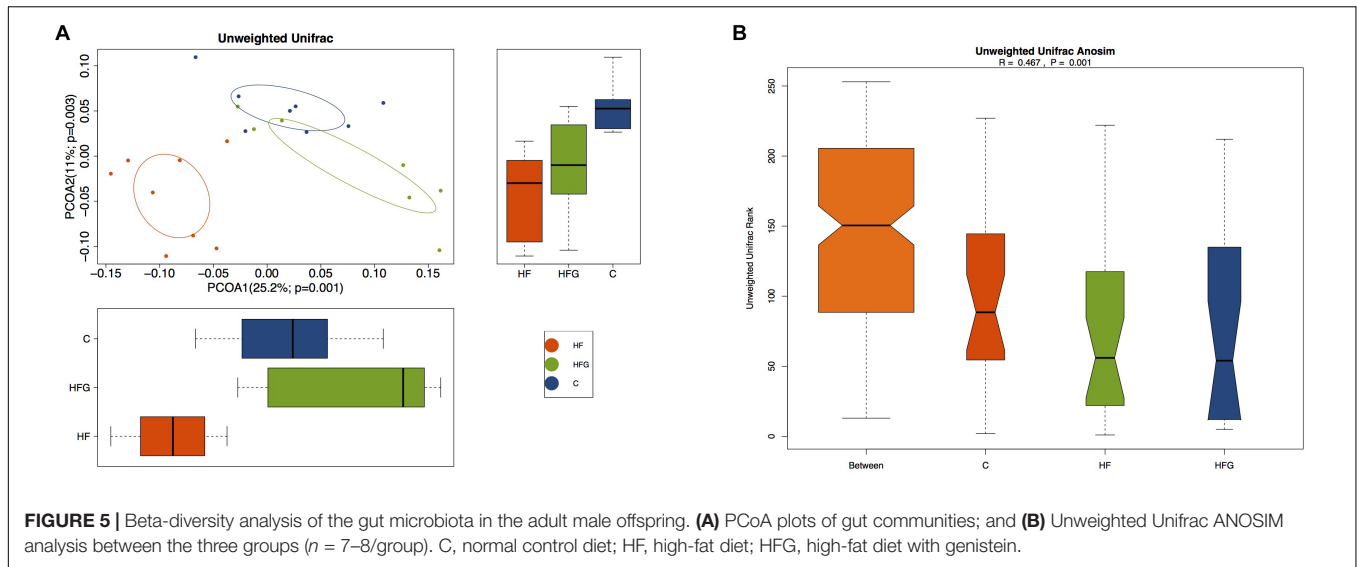 A
Unweighted Unifrac
PCOA2(11%; p=0.003)
0.10
0.005
0.00
−0.05
−0.10
−0.15
−0.10
−0.05
0.00
0.05
0.10
0.15
PCOA1(25.2%; p=0.001)
HF
HFG
C
C
HFG
HF
HF
HFG
C
B
Unweighted Unifrac Anosim
R = 0.467 , P = 0.001
Unweighted Unifrac Rank
250
200
150
100
50
0
Between
C
HF
HFG
FIGURE 5 | Beta-diversity analysis of the gut microbiota in the adult male offspring. (A) PCoA plots of gut communities; and (B) Unweighted Unifrac ANOSIM
analysis between the three groups (n = 7–8/group). C, normal control diet; HF, high-fat diet; HFG, high-fat diet with genistein.